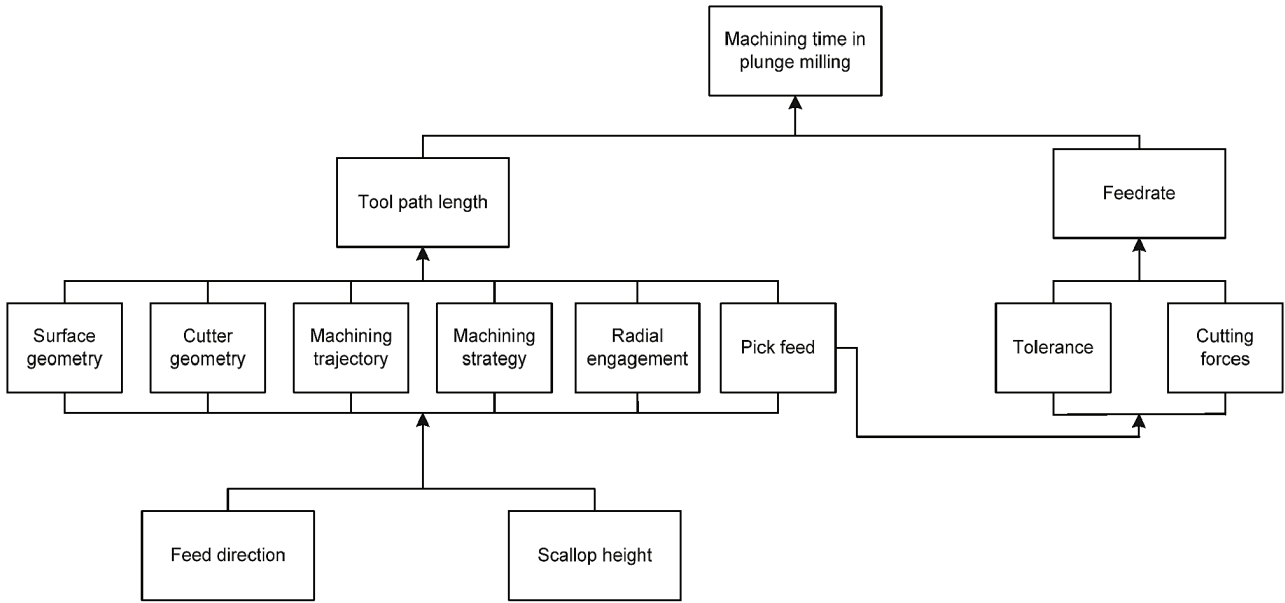 Machining time in
plunge milling
Tool path length
Feedrate
Surface
geometry
Cutter
geometry
Machining
trajectory
Machining
strategy
Radial
engagement
Pick feed
Tolerance
Cutting
forces
Feed direction
Scallop height